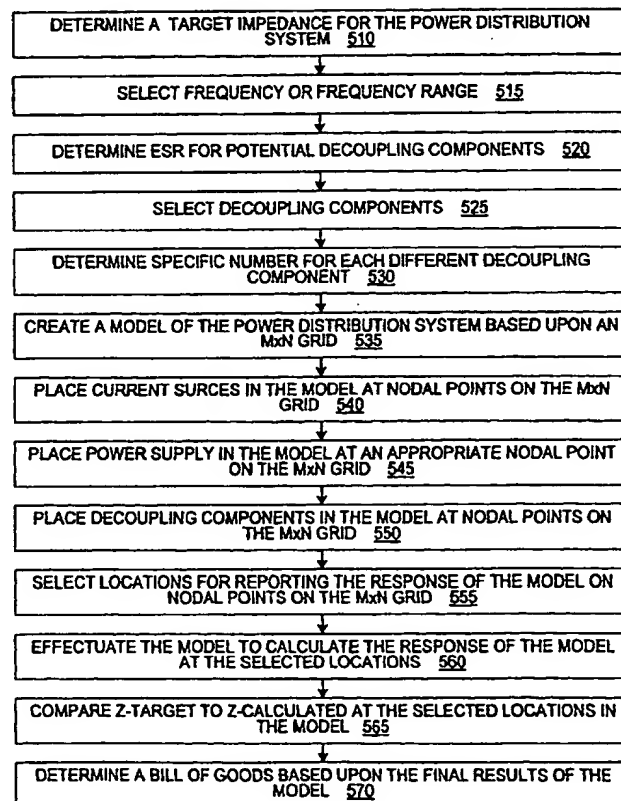 DETERMINE A TARGET IMPEDANCE FOR THE POWER DISTRIBUTION
SYSTEM 510
SELECT FREQUENCY OR FREQUENCY RANGE 515
DETERMINE ESR FOR POTENTIAL DECOUPLING COMPONENTS 520
SELECT DECOUPLING COMPONENTS 525
DETERMINE SPECIFIC NUMBER FOR EACH DIFFERENT DECOUPLING
COMPONENT 530
CREATE A MODEL OF THE POWER DISTRIBUTION SYSTEM BASED UPON AN
MxN GRID 535
PLACE CURRENT SURCES IN THE MODEL AT NODAL POINTS ON THE MxN
GRID 540
PLACE POWER SUPPLY IN THE MODEL AT AN APPROPRIATE NODAL POINT
ON THE MxN GRID 545
PLACE DECOUPLING COMPONENTS IN THE MODEL AT NODAL POINTS ON
THE MxN GRID 550
SELECT LOCATIONS FOR REPORTING THE RESPONSE OF THE MODEL ON
NODAL POINTS ON THE MxN GRID 555
EFFECTUATE THE MODEL TO CALCULATE THE RESPONSE OF THE MODEL
AT THE SELECTED LOCATIONS 560
COMPARE Z-TARGET TO Z-CALCULATED AT THE SELECTED LOCATIONS IN
THE MODEL 565
DETERMINE A BILL OF GOODS BASED UPON THE FINAL RESULTS OF THE
MODEL 570